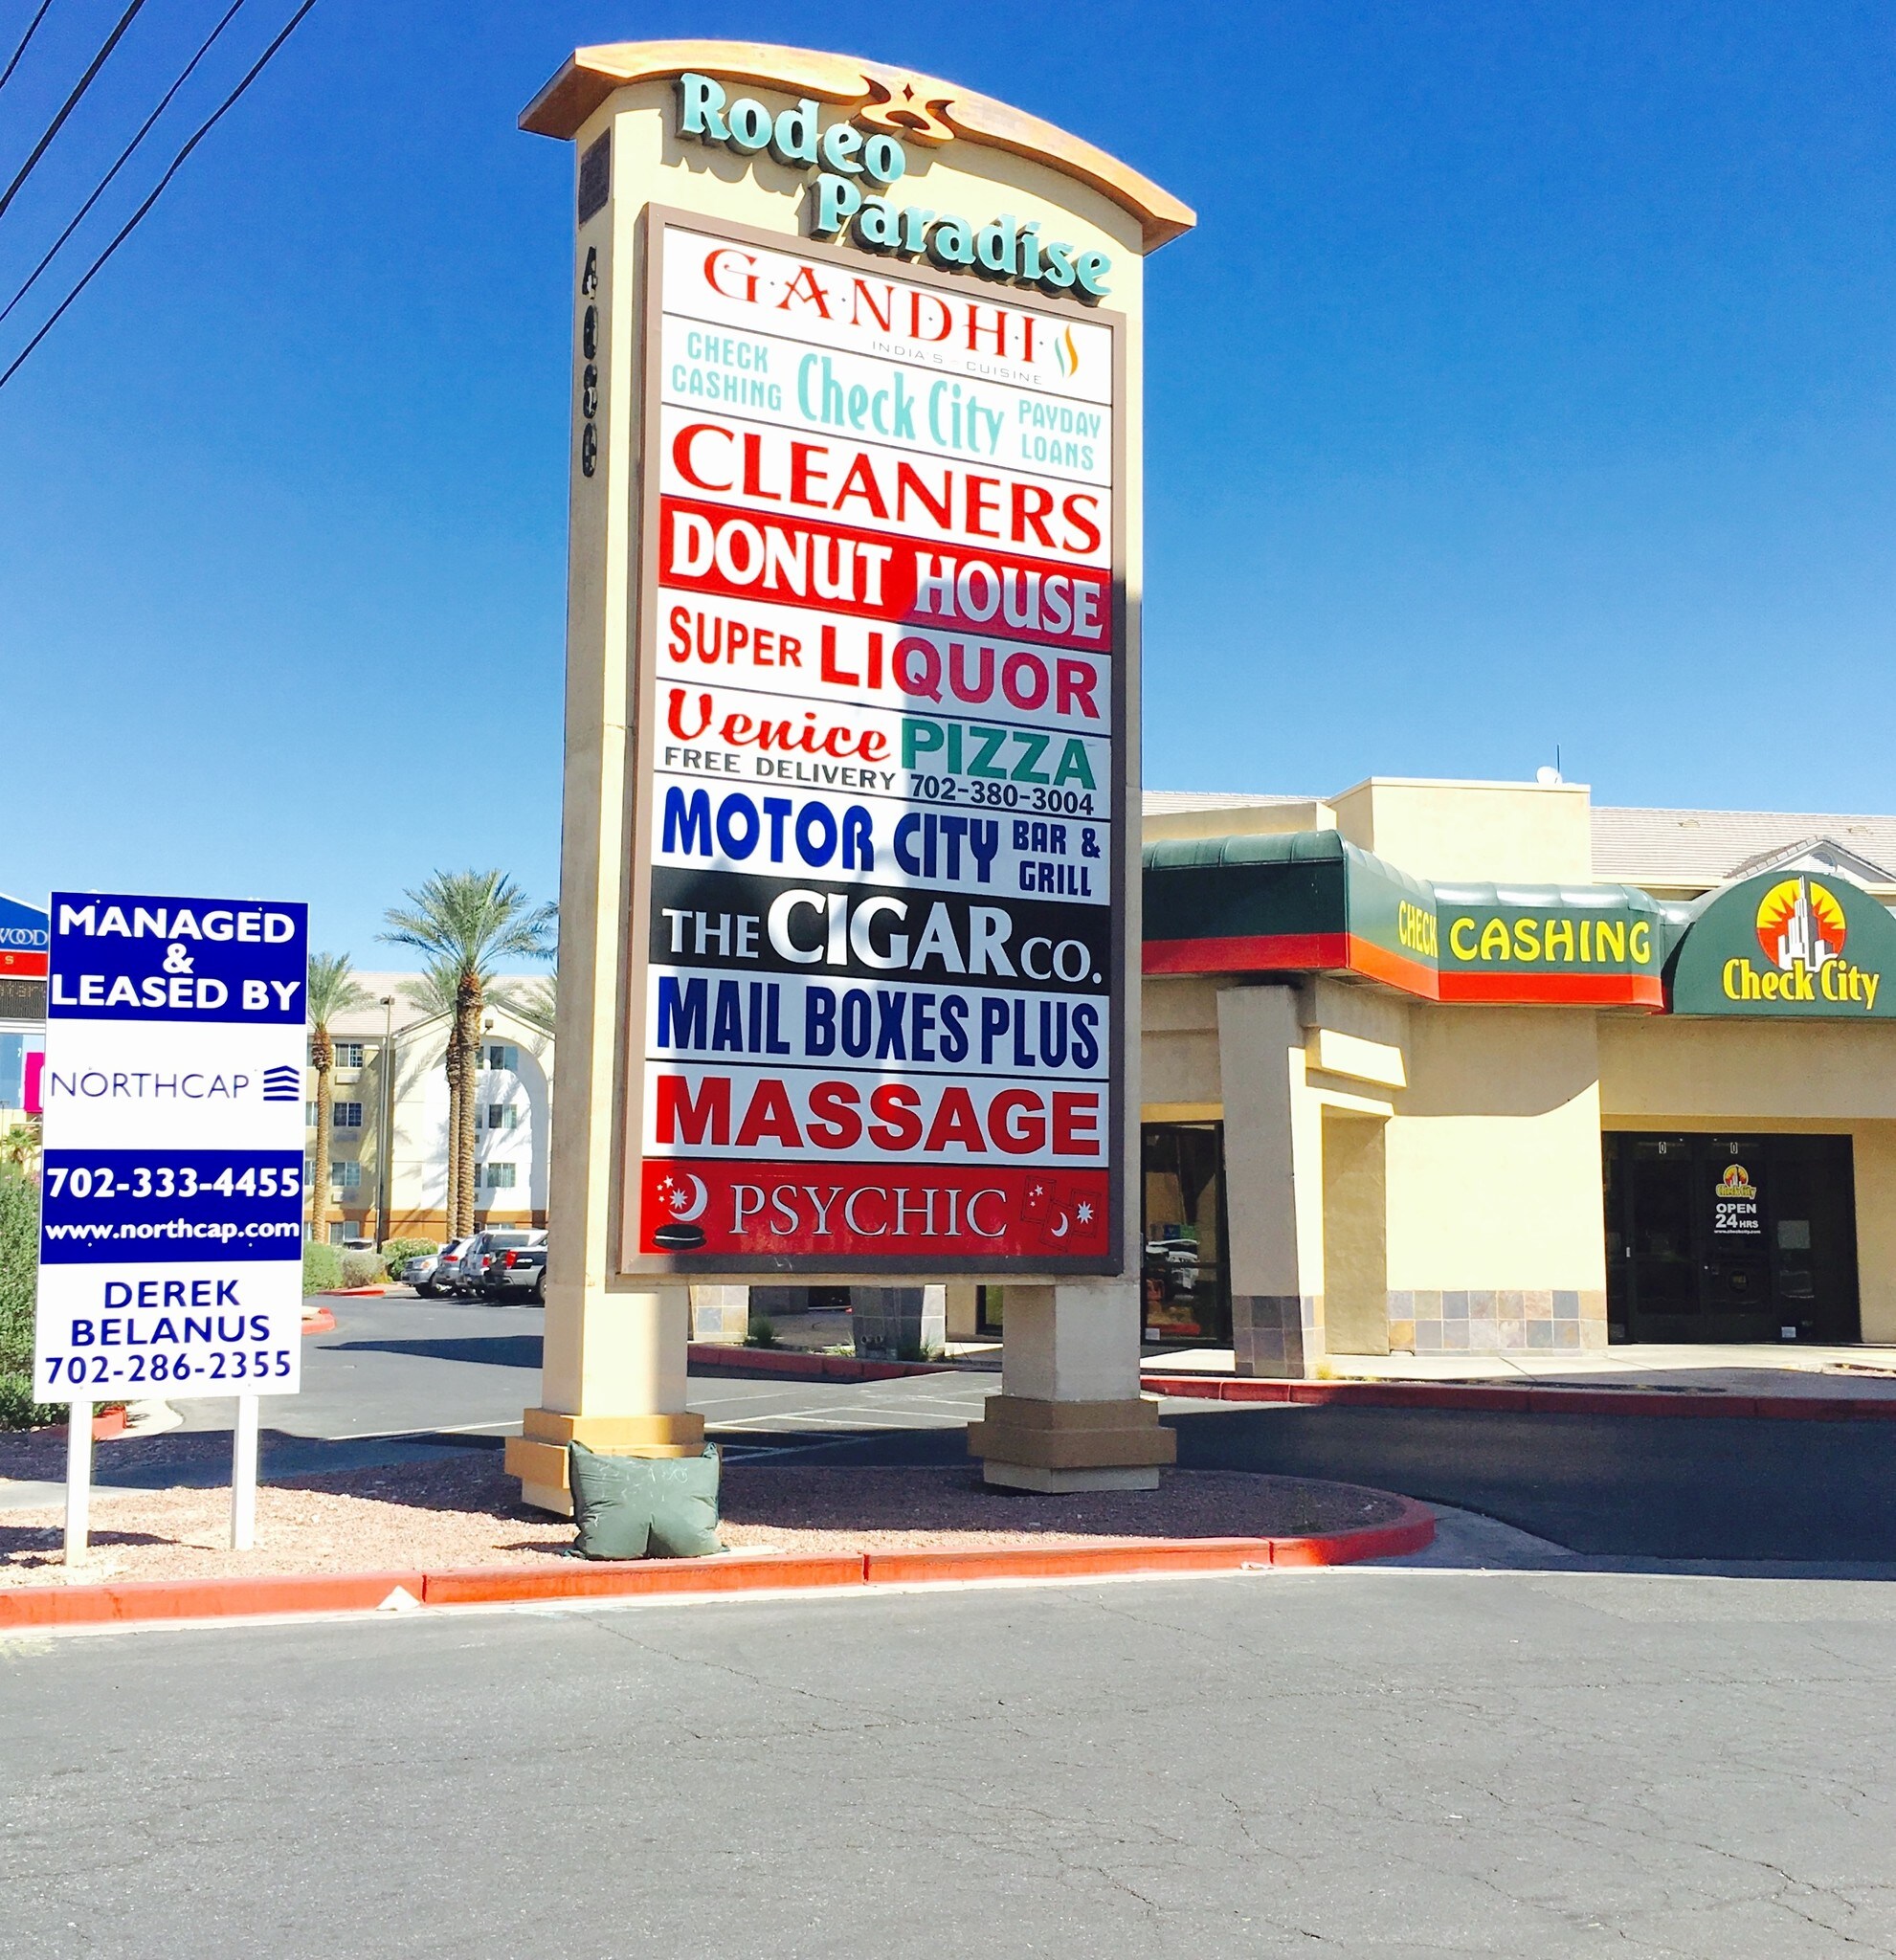 Rodeo
Paradise
G·A·N·D·H·I·
INDIA'S - CUISINE
CHECK
CASHING
Check City
PAYDAY
LOANS
CLEANERS
DONUT HOUSE
SUPER LIQUOR
Venice PIZZA
FREE DELIVERY 702-380-3004
MOTOR CITY BAR &
GRILL
THE CIGAR CO.
MAIL BOXES PLUS
MASSAGE
PSYCHIC
MANAGED
&
LEASED BY
NORTHCAP
702-333-4455
www.northcap.com
DEREK
BELANUS
702-286-2355
CHECK CASHING
Check City
Check City
OPEN
24 HRS